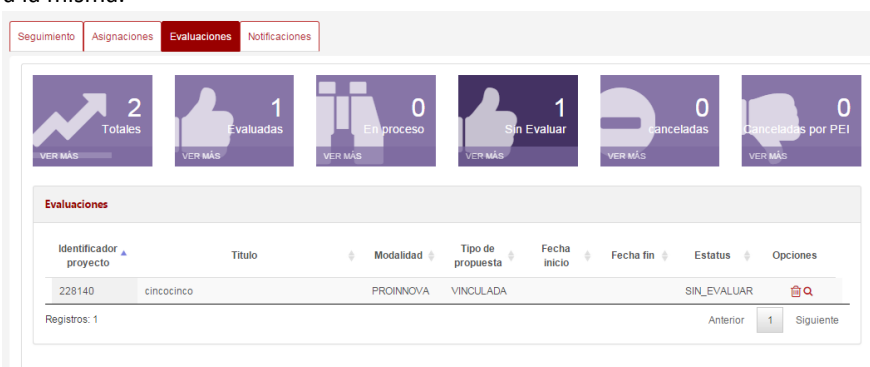 a la misma.
Seguimiento Asignaciones Evaluaciones Notificaciones
2 1 0 1 0 0
Totales Evaluadas En proceso Sin Evaluar canceladas Canceladas por PEI
VER MÁS VER MÁS VER MÁS VER MÁS VER MÁS VER MÁS
Evaluaciones
Identificador proyecto Titulo Modalidad Tipo de propuesta Fecha inicio Fecha fin Estatus Opciones
228140 cincocinco PROINNOVA VINCULADA SIN_EVALUAR
Registros: 1 Anterior 1 Siguiente